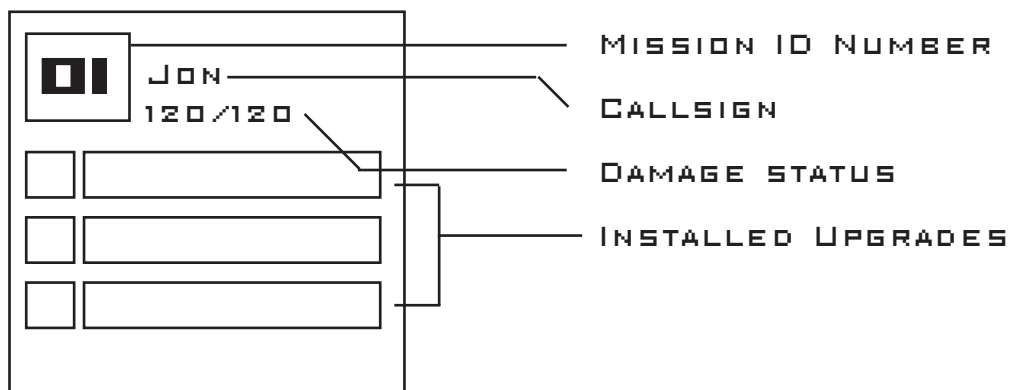 01
Jon
120/120
Mission ID Number
Callsign
Damage status
Installed Upgrades